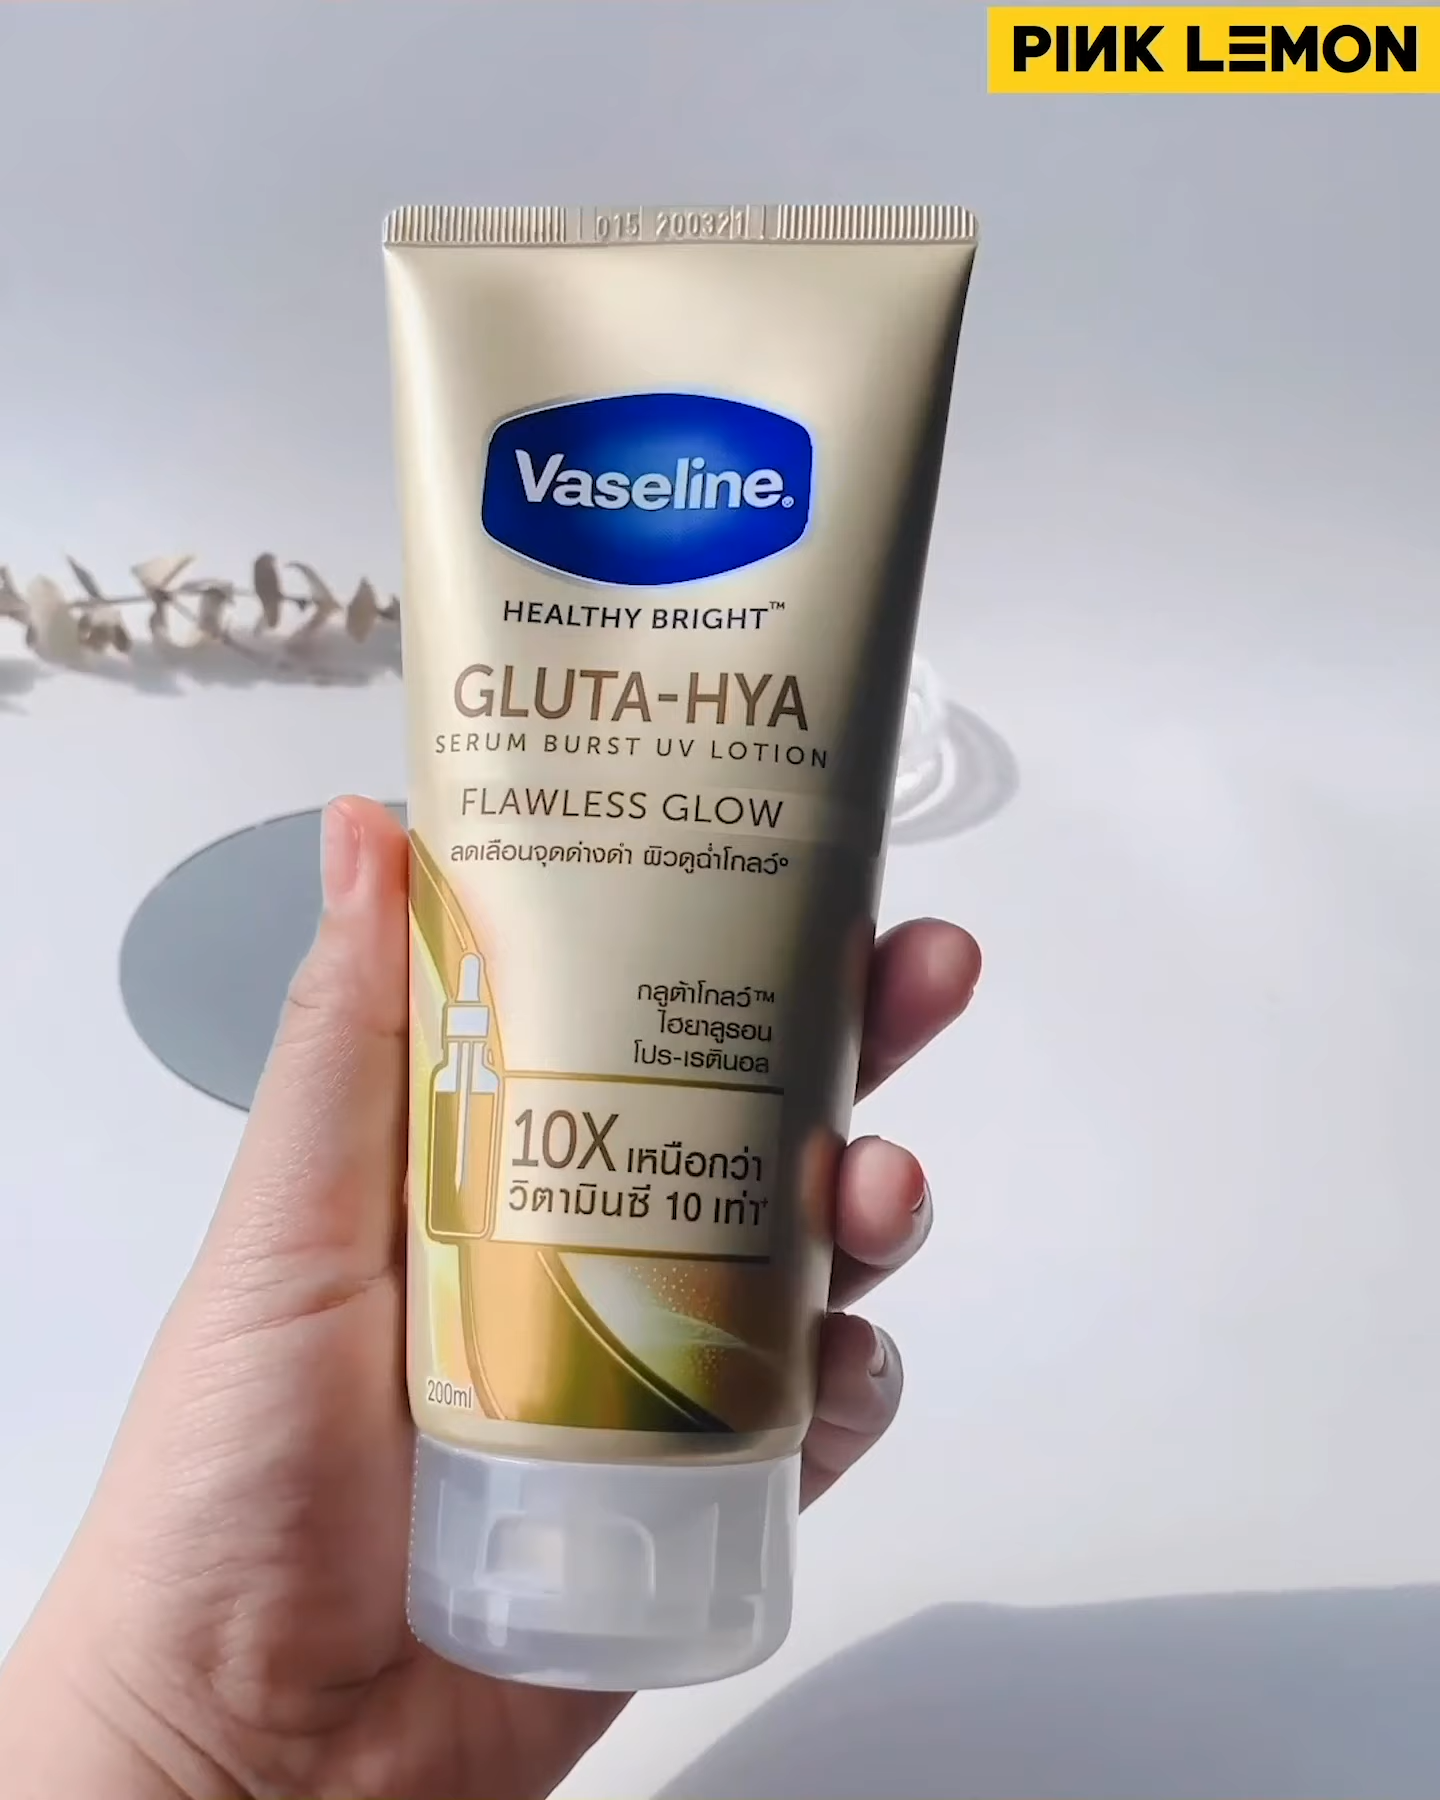 PINK LEMON
015 200321
Vaseline®
HEALTHY BRIGHT™
GLUTA-HYA
SERUM BURST UV LOTION
FLAWLESS GLOW
ลดเลือนจุดด่างดำ ผิวดูฉ่ำโกลว์°
กลูต้าโกลว์™
ไฮยาลูรอน
โปร-เรตินอล
10X เหนือกว่า
วิตามินซี 10 เท่า⁺
200ml